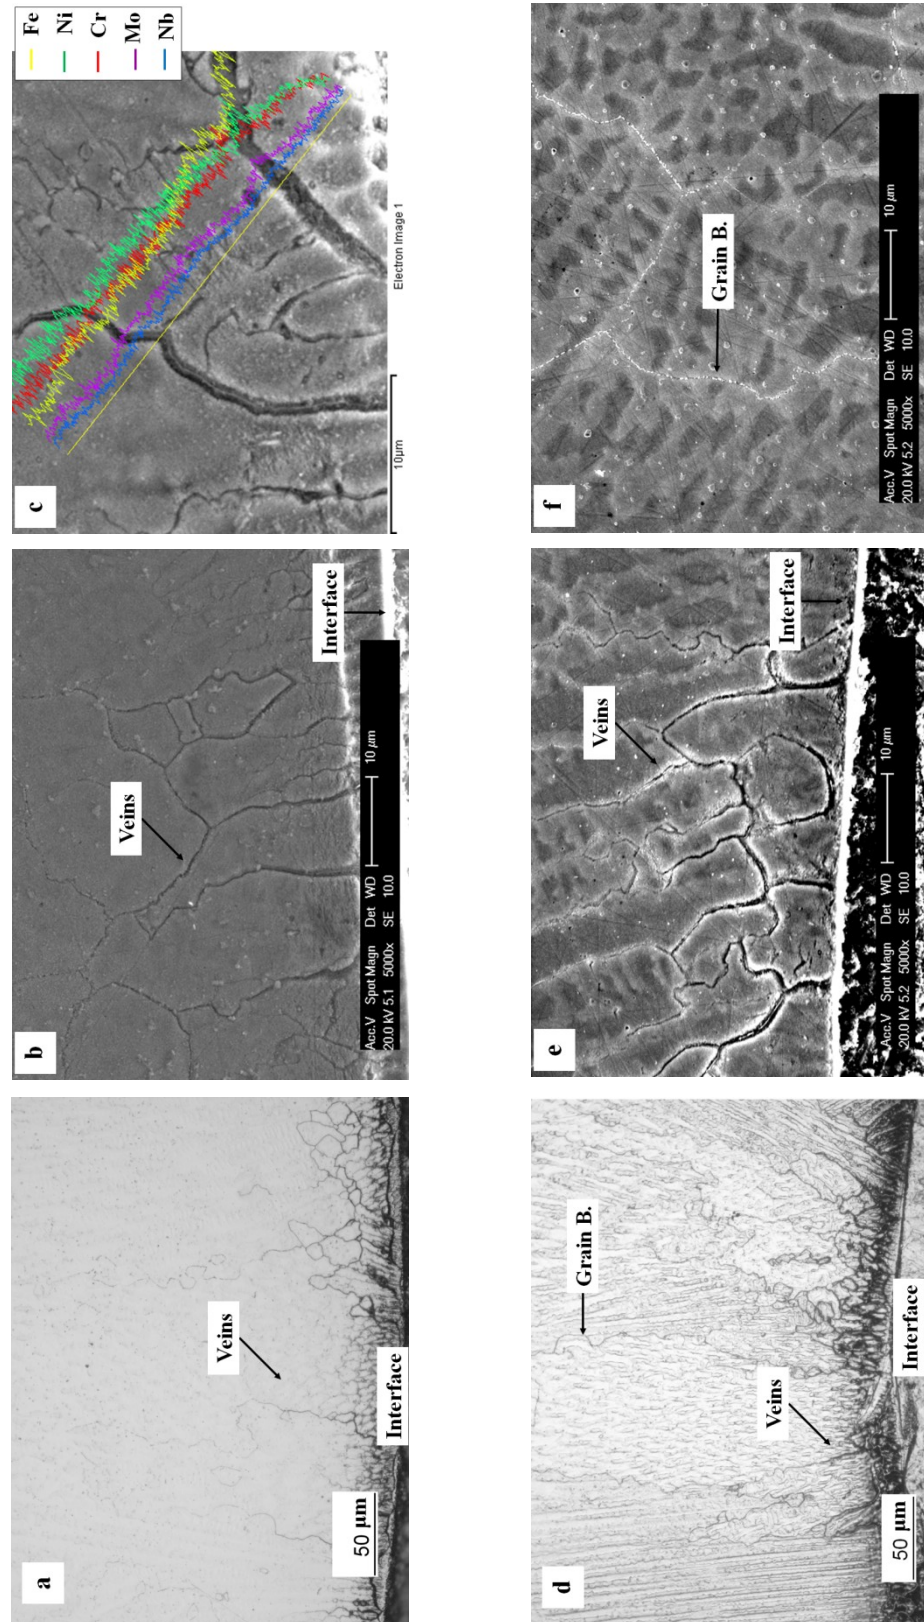 a
Veins
Interface
50 µm
b
Veins
Interface
Acc.V Spot Magn Det WD
20.0 kV 5.1 5000x SE 10.0
10 µm
c
Fe
Ni
Cr
Mo
Nb
10µm
Electron Image 1
d
Grain B.
Veins
Interface
50 µm
e
Veins
Interface
Acc.V Spot Magn Det WD
20.0 kV 5.2 5000x SE 10.0
10 µm
f
Grain B.
Acc.V Spot Magn Det WD
20.0 kV 5.2 5000x SE 10.0
10 µm